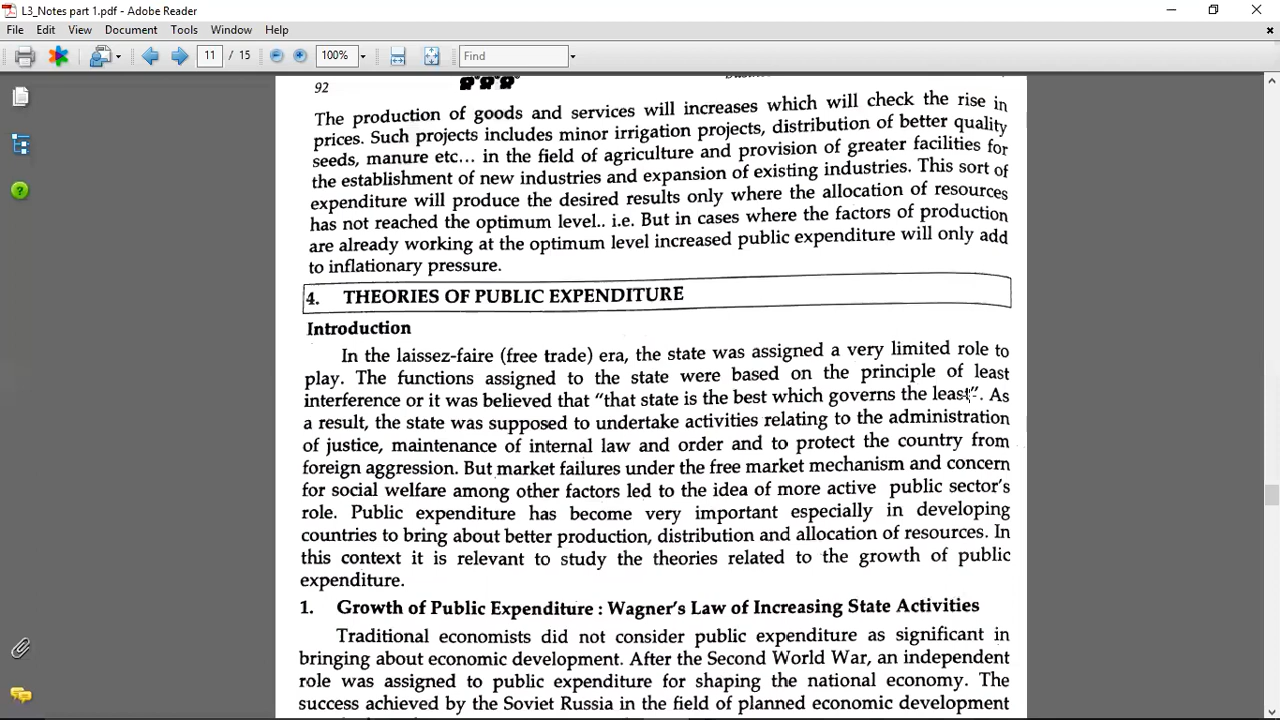 L3_Notes part 1.pdf - Adobe Reader
File Edit View Document Tools Window Help
11 / 15 100% Find
92
The production of goods and services will increases which will check the rise in
prices. Such projects includes minor irrigation projects, distribution of better quality
seeds, manure etc... in the field of agriculture and provision of greater facilities for
the establishment of new industries and expansion of existing industries. This sort of
expenditure will produce the desired results only where the allocation of resources
has not reached the optimum level.. i.e. But in cases where the factors of production
are already working at the optimum level increased public expenditure will only add
to inflationary pressure.
4. THEORIES OF PUBLIC EXPENDITURE
Introduction
In the laissez-faire (free trade) era, the state was assigned a very limited role to
play. The functions assigned to the state were based on the principle of least
interference or it was believed that “that state is the best which governs the least”. As
a result, the state was supposed to undertake activities relating to the administration
of justice, maintenance of internal law and order and to protect the country from
foreign aggression. But market failures under the free market mechanism and concern
for social welfare among other factors led to the idea of more active public sector's
role. Public expenditure has become very important especially in developing
countries to bring about better production, distribution and allocation of resources. In
this context it is relevant to study the theories related to the growth of public
expenditure.
1. Growth of Public Expenditure : Wagner's Law of Increasing State Activities
Traditional economists did not consider public expenditure as significant in
bringing about economic development. After the Second World War, an independent
role was assigned to public expenditure for shaping the national economy. The
success achieved by the Soviet Russia in the field of planned economic development